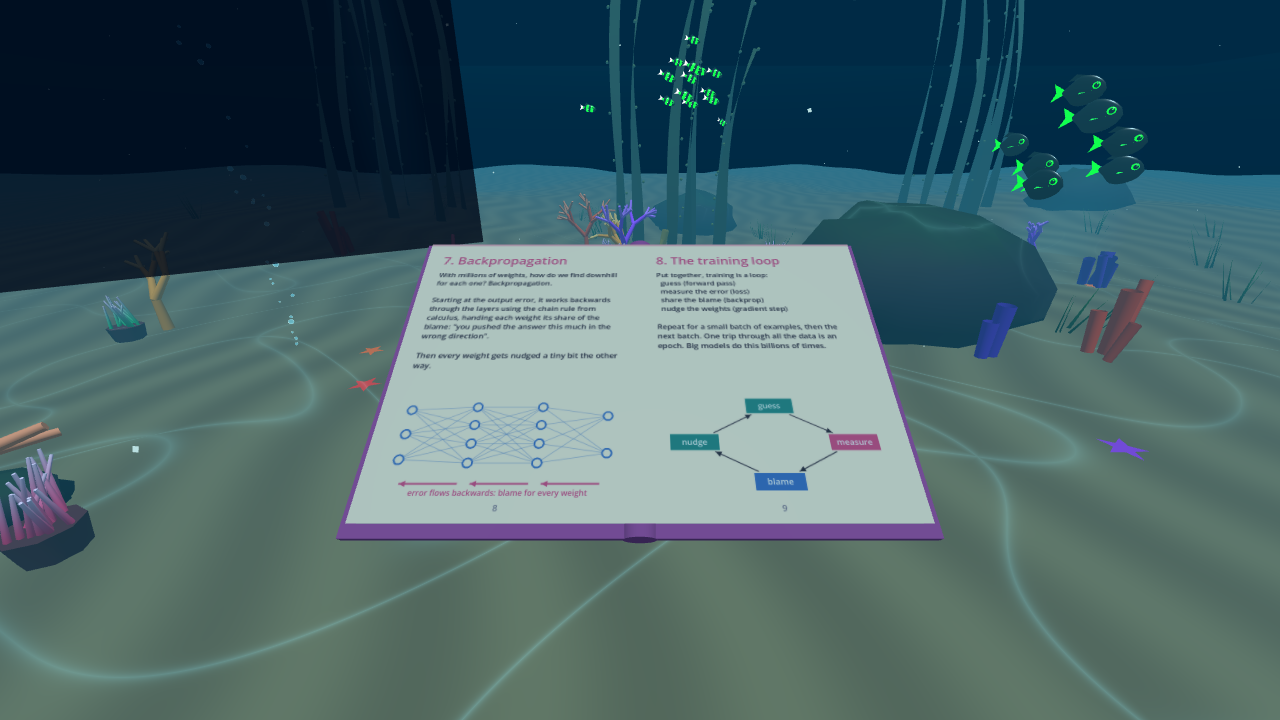 7. Backpropagation
With millions of weights, how do we find downhill
for each one? Backpropagation.
Starting at the output error, it works backwards
through the layers using the chain rule from
calculus, handing each weight its share of the
blame: "you pushed the answer this much in the
wrong direction".
Then every weight gets nudged a tiny bit the other
way.
error flows backwards: blame for every weight
8
8. The training loop
Put together, training is a loop:
guess (forward pass)
measure the error (loss)
share the blame (backprop)
nudge the weights (gradient step)
Repeat for a small batch of examples, then the
next batch. One trip through all the data is an
epoch. Big models do this billions of times.
guess
nudge
measure
blame
9